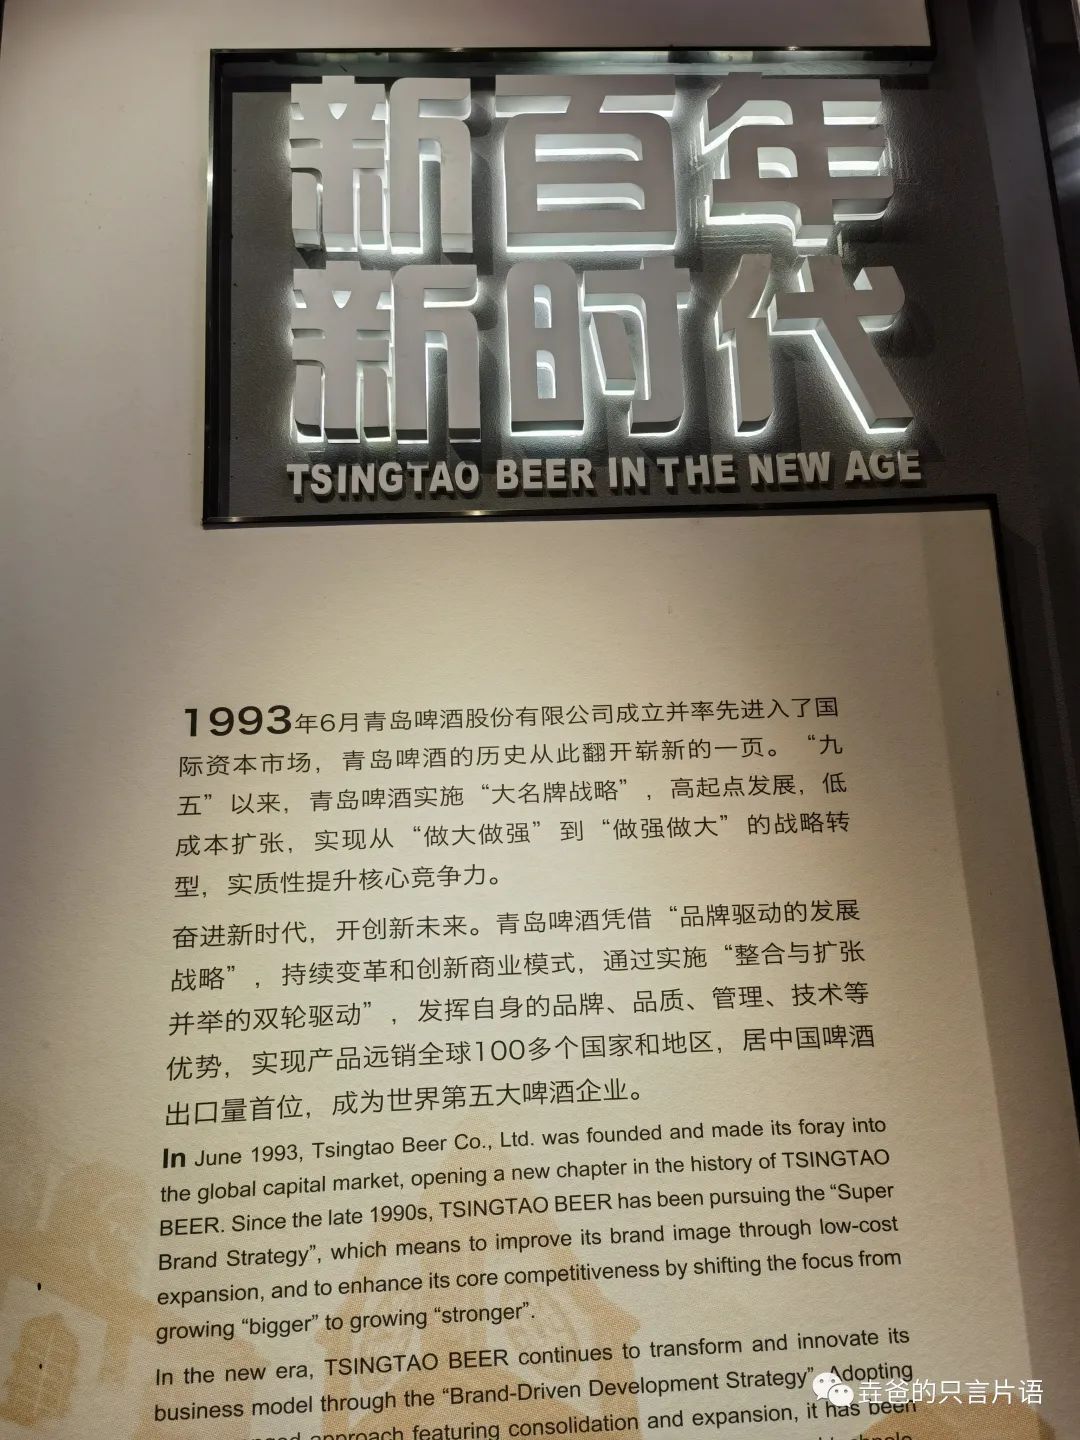 新百年
新时代
TSINGTAO BEER IN THE NEW AGE
1993年6月青岛啤酒股份有限公司成立并率先进入了国
际资本市场，青岛啤酒的历史从此翻开崭新的一页。“九
五”以来，青岛啤酒实施“大名牌战略”，高起点发展，低
成本扩张，实现从“做大做强”到“做强做大”的战略转
型，实质性提升核心竞争力。
奋进新时代，开创新未来。青岛啤酒凭借“品牌驱动的发展
战略”，持续变革和创新商业模式，通过实施“整合与扩张
并举的双轮驱动”，发挥自身的品牌、品质、管理、技术等
优势，实现产品远销全球100多个国家和地区，居中国啤酒
出口量首位，成为世界第五大啤酒企业。
In June 1993, Tsingtao Beer Co., Ltd. was founded and made its foray into
the global capital market, opening a new chapter in the history of TSINGTAO
BEER. Since the late 1990s, TSINGTAO BEER has been pursuing the “Super
Brand Strategy”, which means to improve its brand image through low-cost
expansion, and to enhance its core competitiveness by shifting the focus from
growing “bigger” to growing “stronger”.
In the new era, TSINGTAO BEER continues to transform and innovate its
business model through the “Brand-Driven Development Strategy”. Adopting
approach featuring consolidation and expansion, it has been
垚爸的只言片语